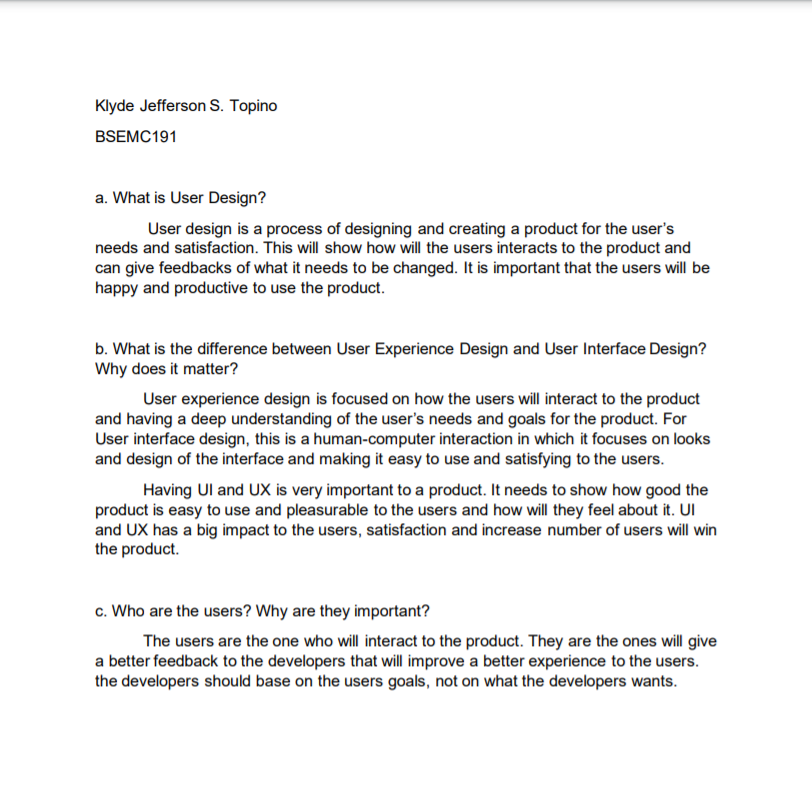 Klyde Jefferson S. Topino
BSEMC191
a. What is User Design?
User design is a process of designing and creating a product for the user’s
needs and satisfaction. This will show how will the users interacts to the product and
can give feedbacks of what it needs to be changed. It is important that the users will be
happy and productive to use the product.
b. What is the difference between User Experience Design and User Interface Design?
Why does it matter?
User experience design is focused on how the users will interact to the product
and having a deep understanding of the user’s needs and goals for the product. For
User interface design, this is a human-computer interaction in which it focuses on looks
and design of the interface and making it easy to use and satisfying to the users.
Having UI and UX is very important to a product. It needs to show how good the
product is easy to use and pleasurable to the users and how will they feel about it. UI
and UX has a big impact to the users, satisfaction and increase number of users will win
the product.
c. Who are the users? Why are they important?
The users are the one who will interact to the product. They are the ones will give
a better feedback to the developers that will improve a better experience to the users.
the developers should base on the users goals, not on what the developers wants.